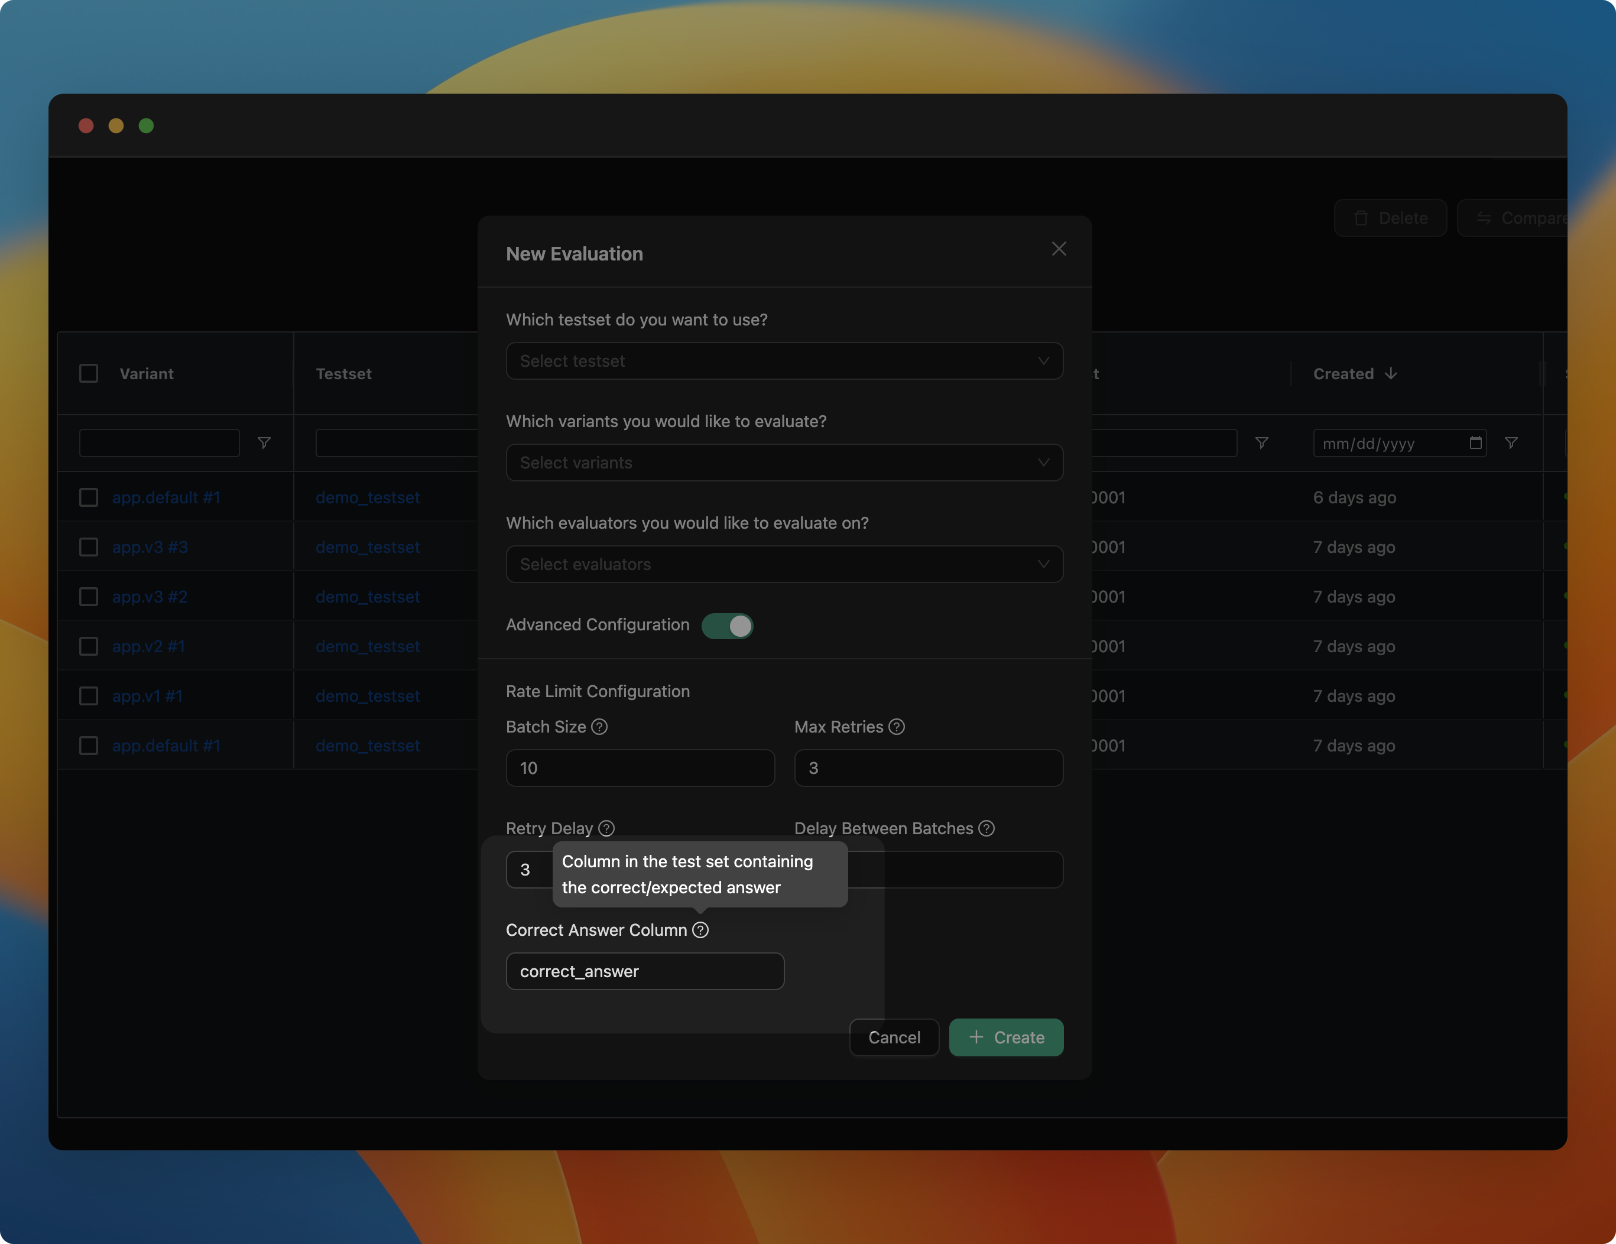 Delete
Compare
New Evaluation
Which testset do you want to use?
Select testset
Variant
Testset
t
Created
Which variants you would like to evaluate?
mm/dd/yyyy
Select variants
app.default #1
demo_testset
0001
6 days ago
Which evaluators you would like to evaluate on?
app.v3 #3
demo_testset
0001
7 days ago
Select evaluators
app.v3 #2
demo_testset
0001
7 days ago
Advanced Configuration
app.v2 #1
demo_testset
0001
7 days ago
Rate Limit Configuration
app.v1 #1
demo_testset
0001
7 days ago
Batch Size
Max Retries
app.default #1
demo_testset
0001
7 days ago
10
3
Retry Delay
Delay Between Batches
3
Column in the test set containing
the correct/expected answer
Correct Answer Column
correct_answer
Cancel
Create